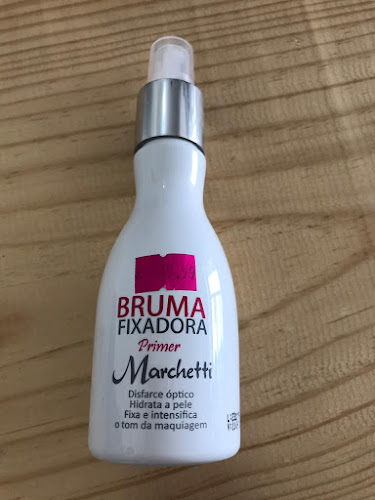 BRUMA
FIXADORA
Primer
Marchetti
Disfarce óptico
Hidrata a pele
Fixa e intensifica
o tom da maquiagem